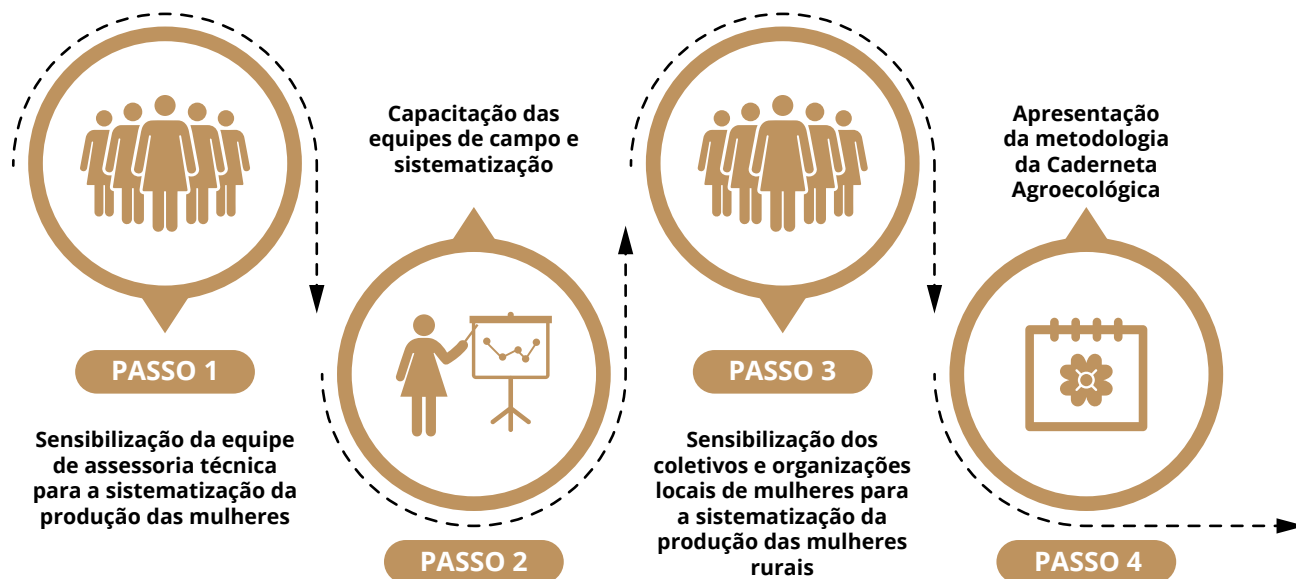 PASSO 1
Sensibilização da equipe
de assessoria técnica
para a sistematização da
produção das mulheres
Capacitação das
equipes de campo e
sistematização
PASSO 2
PASSO 3
Sensibilização dos
coletivos e organizações
locais de mulheres para
a sistematização da
produção das mulheres
rurais
Apresentação
da metodologia
da Caderneta
Agroecológica
PASSO 4